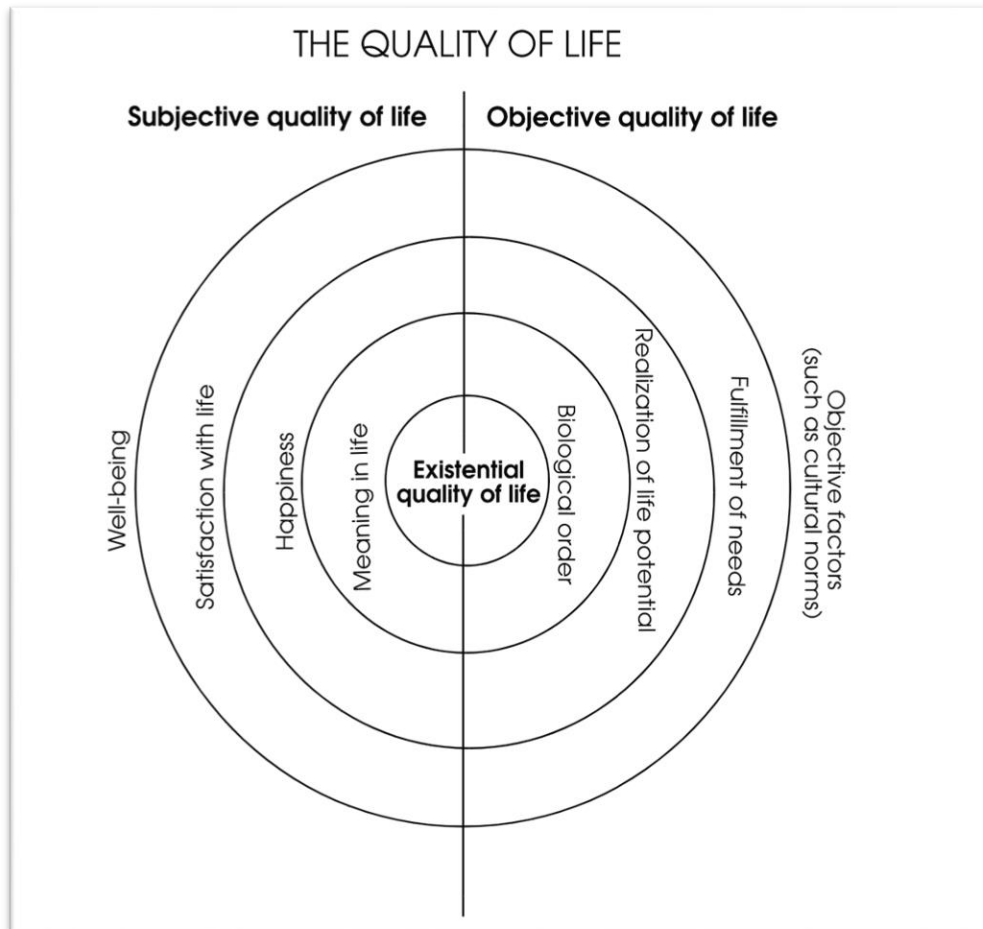 THE QUALITY OF LIFE
Subjective quality of life
Objective quality of life
Well-being
Satisfaction with life
Happiness
Meaning in life
Existential
quality of life
Biological order
Realization of life potential
Fulfillment of needs
Objective factors
(such as cultural norms)